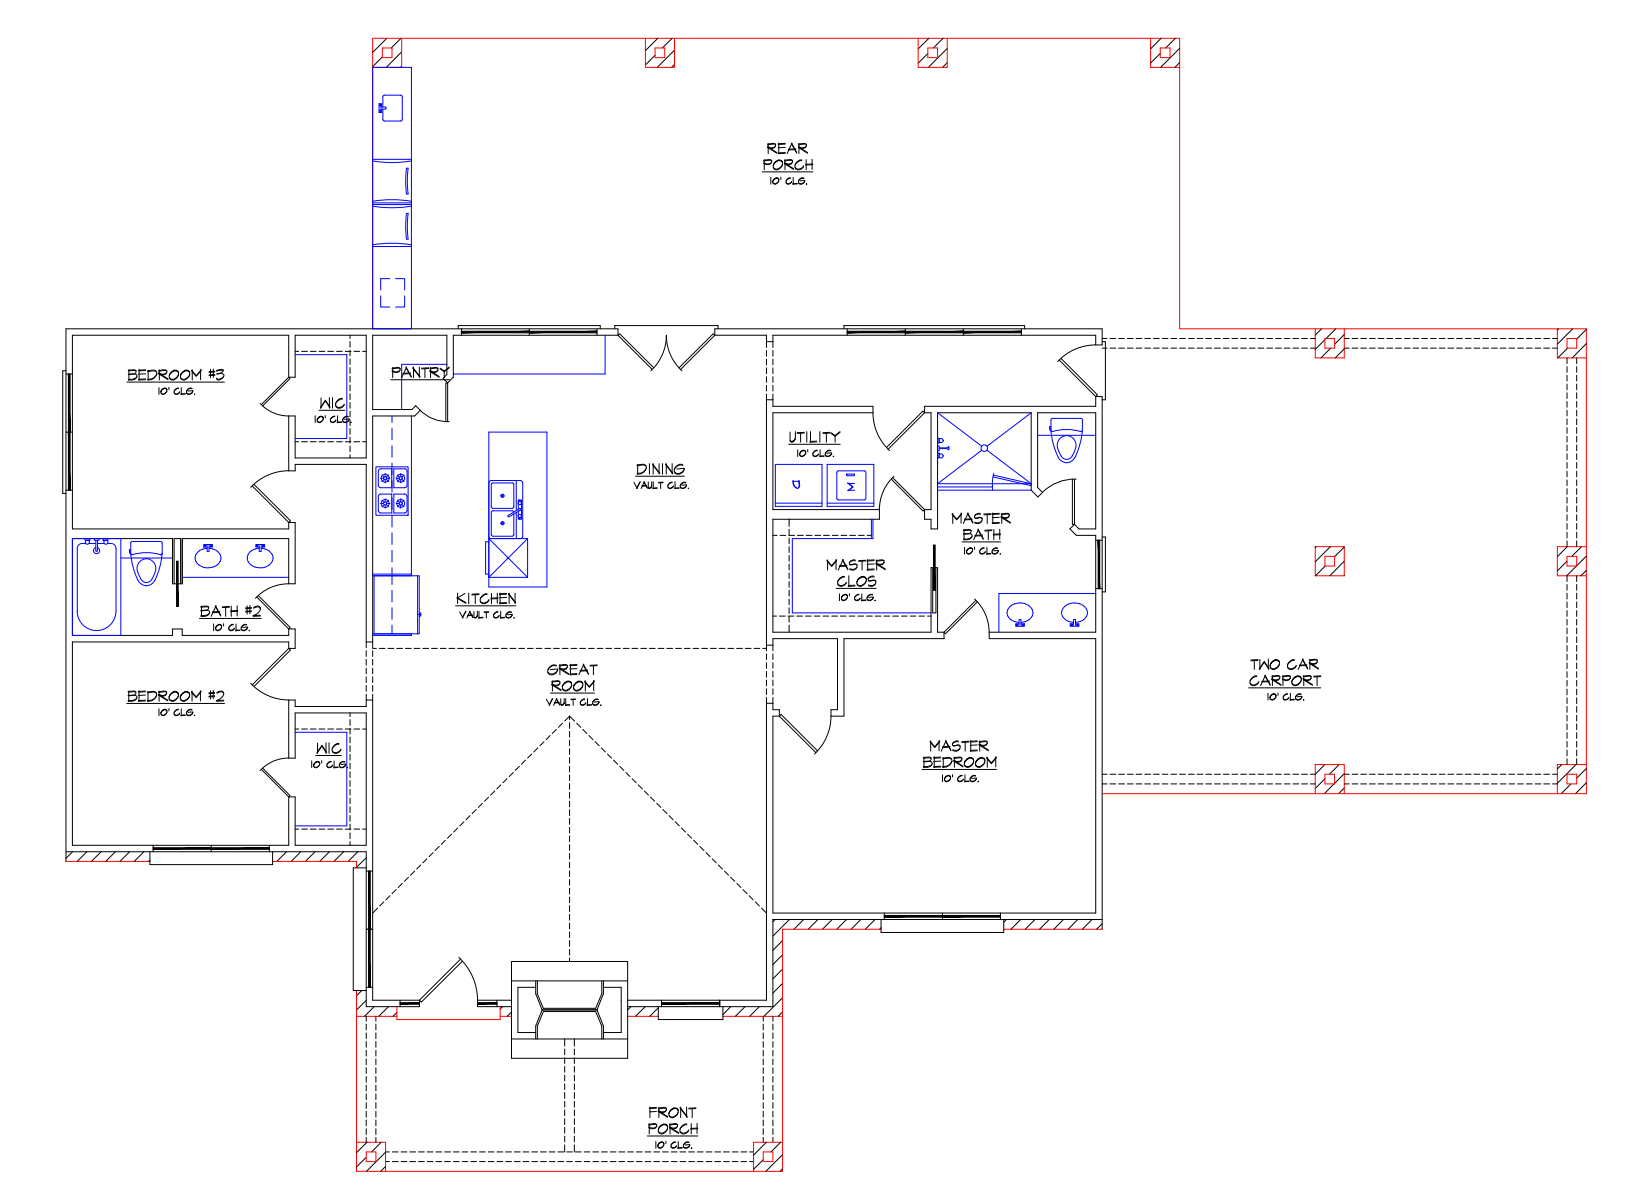 REAR
PORCH
10' CLG.
BEDROOM #3
10' CLG.
WIC
10' CLG.
PANTRY
UTILITY
10' CLG.
D
M
DINING
VAULT CLG.
MASTER
BATH
10' CLG.
MASTER
CLOS
10' CLG.
BATH #2
10' CLG.
KITCHEN
VAULT CLG.
GREAT
ROOM
VAULT CLG.
BEDROOM #2
10' CLG.
WIC
10' CLG.
TWO CAR
CARPORT
10' CLG.
MASTER
BEDROOM
10' CLG.
FRONT
PORCH
10' CLG.